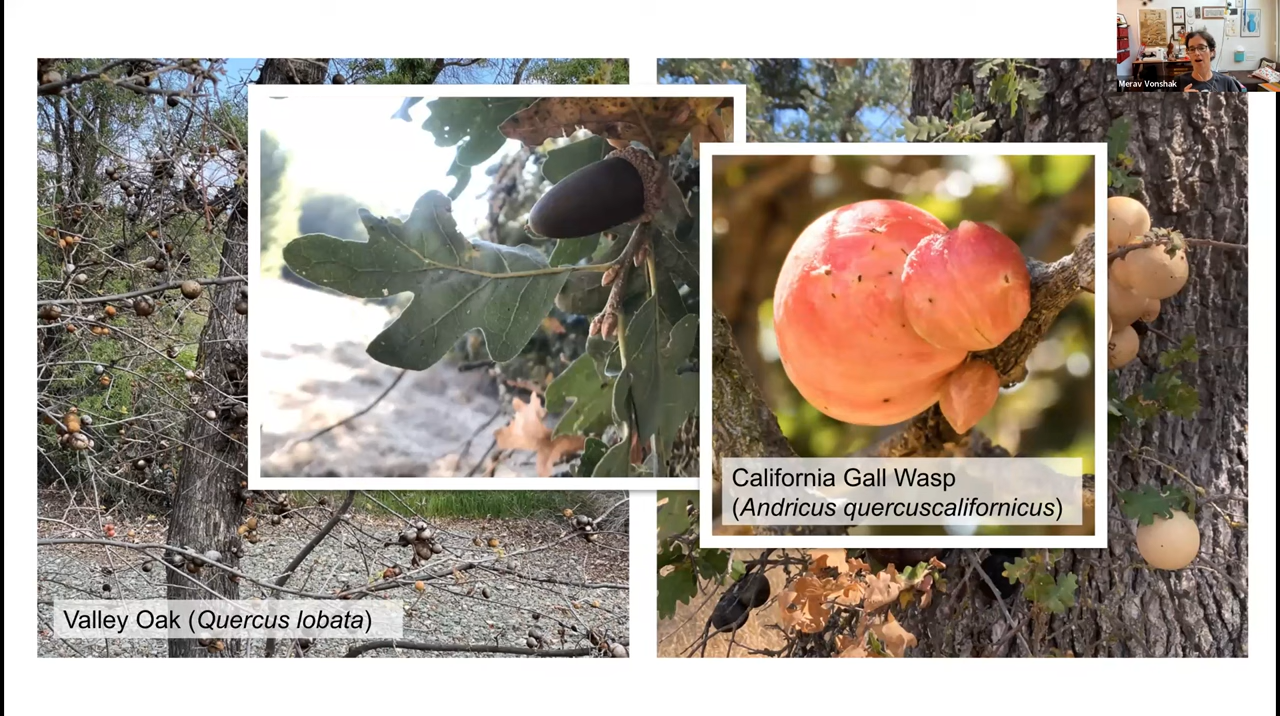 Merav Vonshak
California Gall Wasp
(Andricus quercuscalifornicus)
Valley Oak (Quercus lobata)